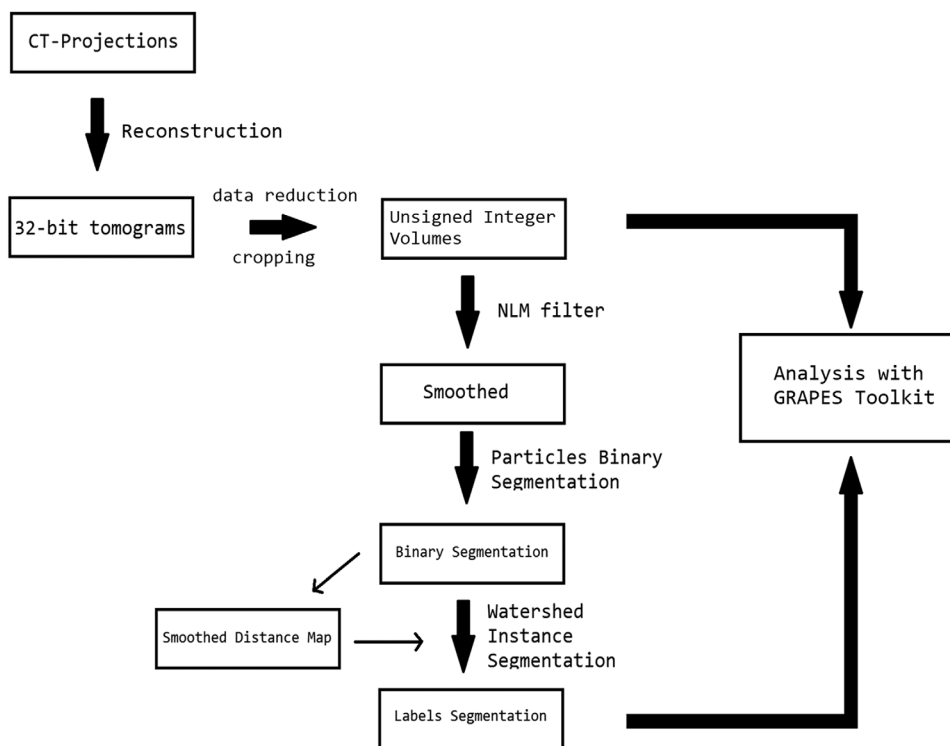 CT-Projections
Reconstruction
32-bit tomograms
data reduction
cropping
Unsigned Integer
Volumes
NLM filter
Smoothed
Analysis with
GRAPES Toolkit
Particles Binary
Segmentation
Binary Segmentation
Smoothed Distance Map
Watershed
Instance
Segmentation
Labels Segmentation